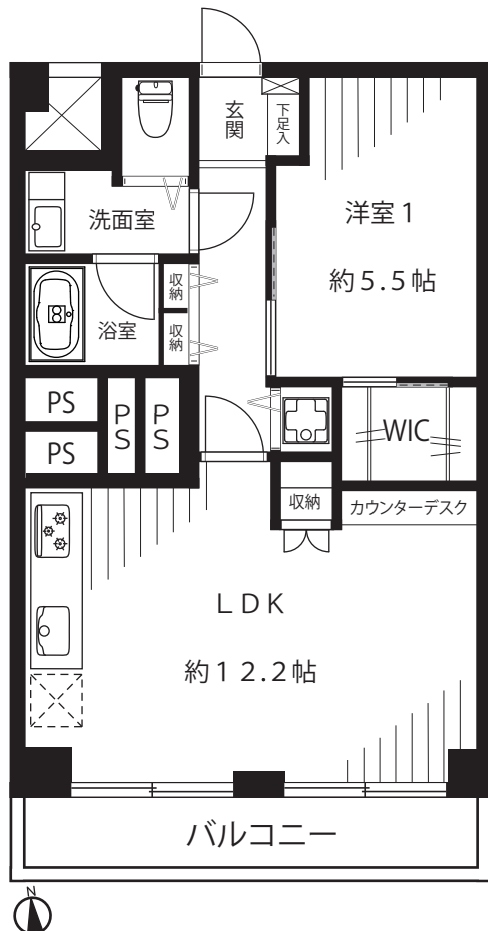 玄関
下足入
洋室1
約5.5帖
洗面室
収納
浴室
収納
PS
PS
PS
PS
WIC
収納
カウンターデスク
LDK
約12.2帖
バルコニー
N